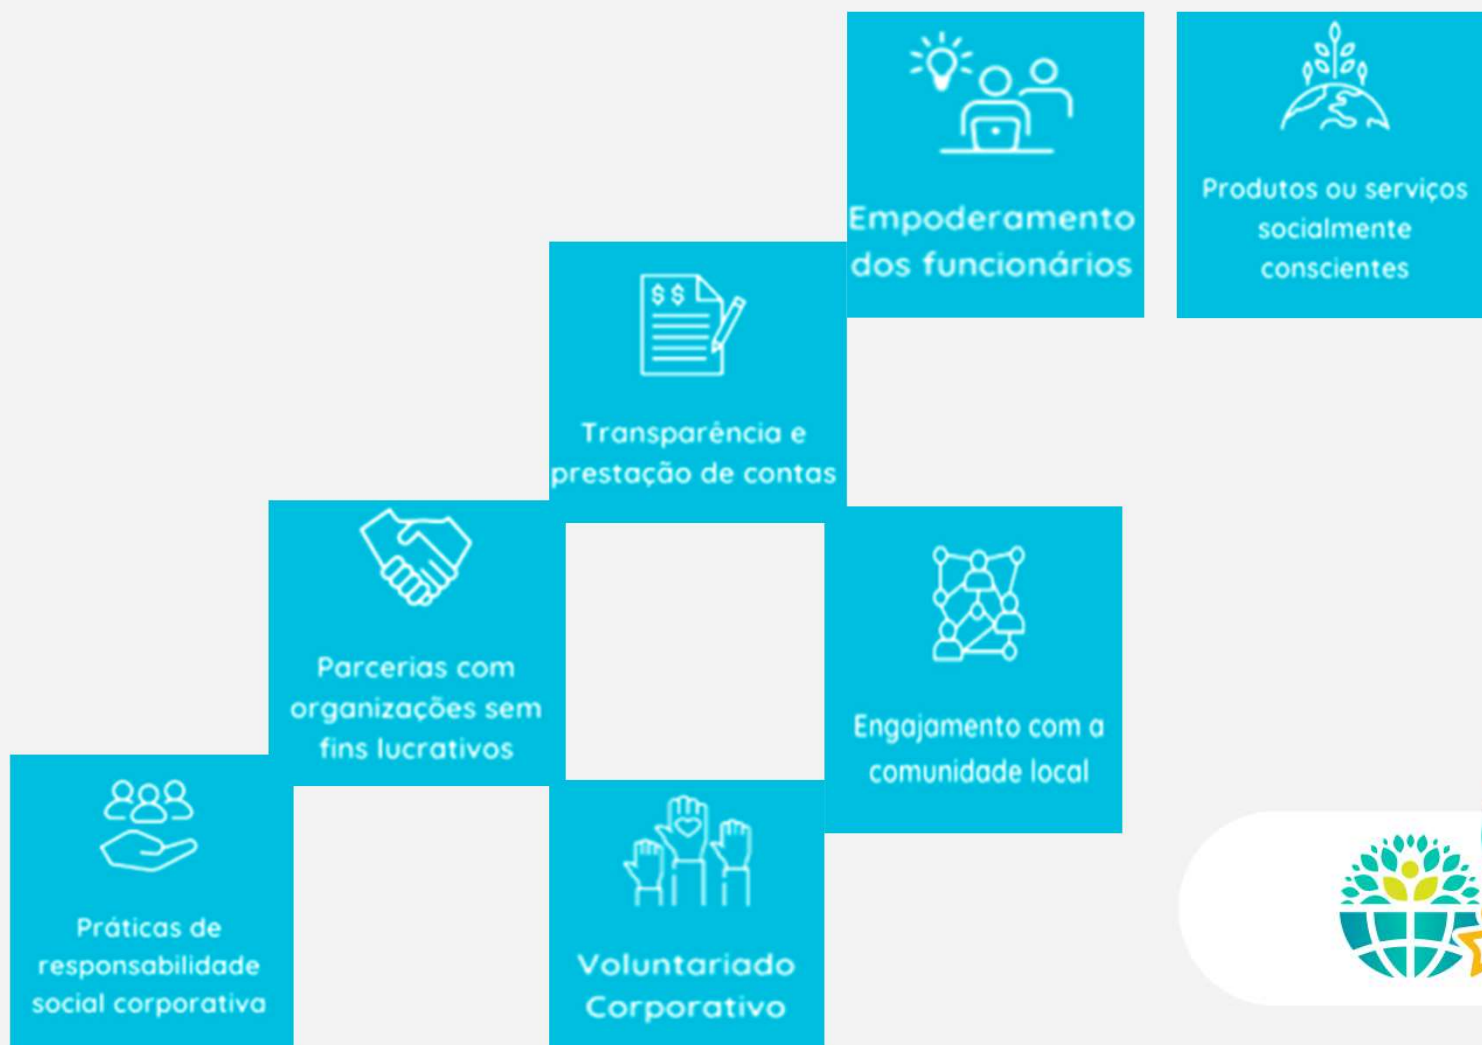 Empoderamento
dos funcionários
Produtos ou serviços
socialmente
conscientes
$ $
Transparência e
prestação de contas
Parcerias com
organizações sem
fins lucrativos
Engajamento com a
comunidade local
Práticas de
responsabilidade
social corporativa
Voluntariado
Corporativo